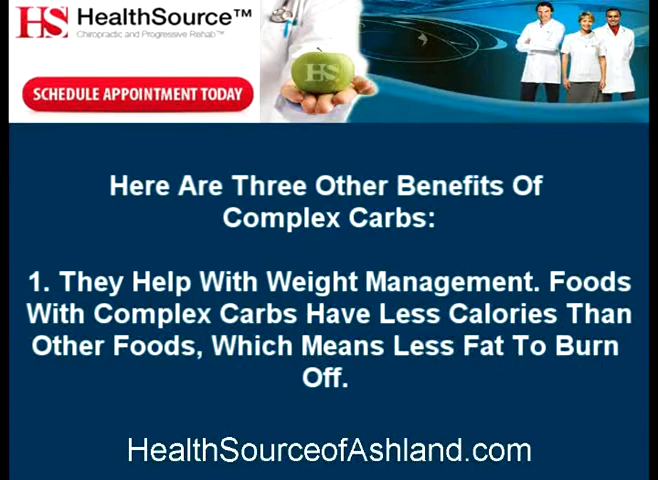 HS HealthSource™
Chiropractic and Progressive Rehab™
SCHEDULE APPOINTMENT TODAY
HS
Here Are Three Other Benefits Of
Complex Carbs:
1. They Help With Weight Management. Foods
With Complex Carbs Have Less Calories Than
Other Foods, Which Means Less Fat To Burn
Off.
HealthSourceofAshland.com